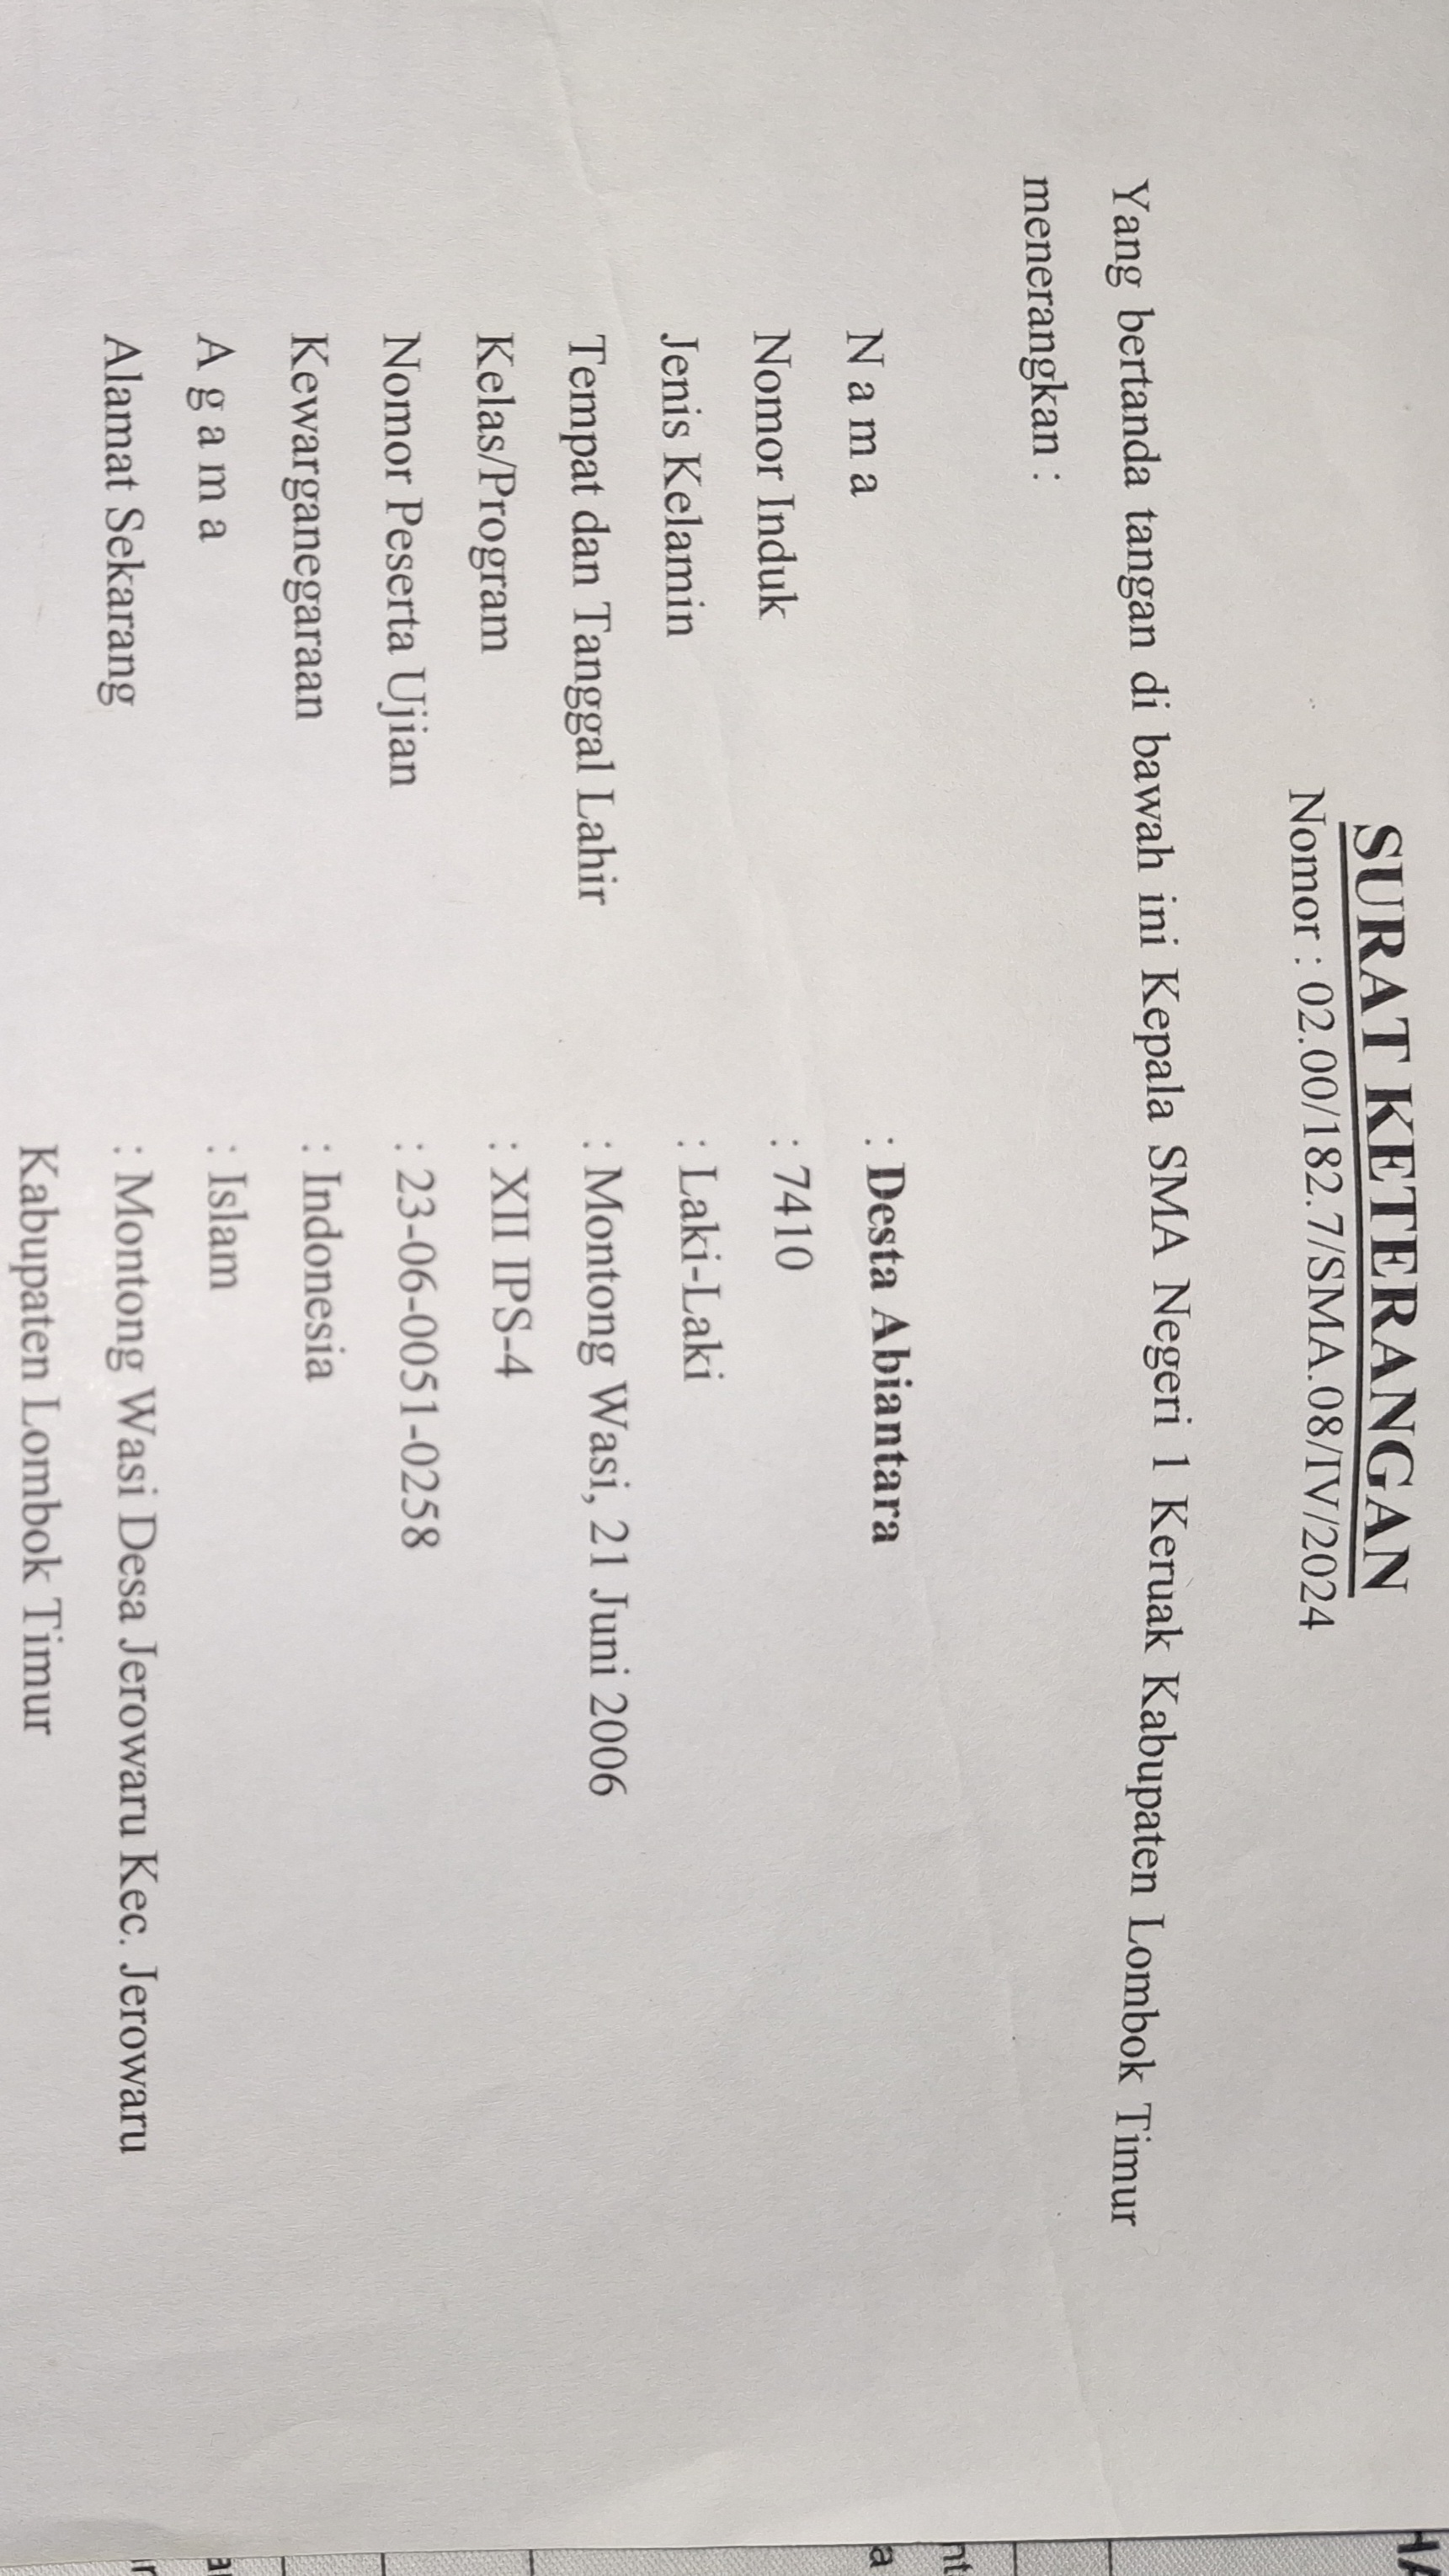 SURAT KETERANGAN
Nomor : 02.00/182.7/SMA.08/IV/2024
Yang bertanda tangan di bawah ini Kepala SMA Negeri 1 Keruak Kabupaten Lombok Timur
menerangkan :
N a m a : Desta Abiantara
Nomor Induk : 7410
Jenis Kelamin : Laki-Laki
Tempat dan Tanggal Lahir : Montong Wasi, 21 Juni 2006
Kelas/Program : XII IPS-4
Nomor Peserta Ujian : 23-06-0051-0258
Kewarganegaraan : Indonesia
A g a m a : Islam
Alamat Sekarang : Montong Wasi Desa Jerowaru Kec. Jerowaru
Kabupaten Lombok Timur